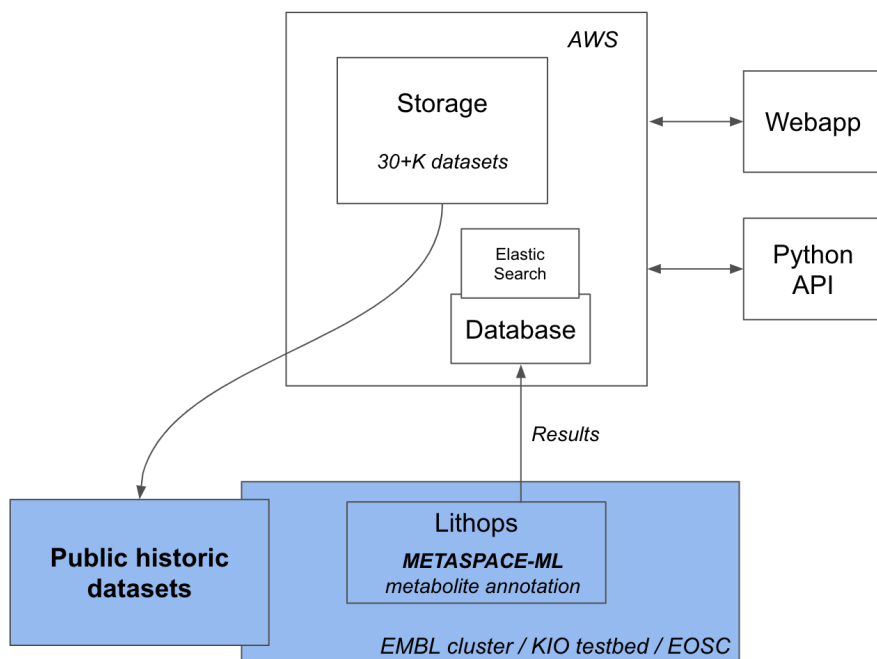 AWS
Storage
30+K datasets
Elastic
Search
Database
Webapp
Python
API
Results
Public historic
datasets
Lithops
METASPACE-ML
metabolite annotation
EMBL cluster / KIO testbed / EOSC